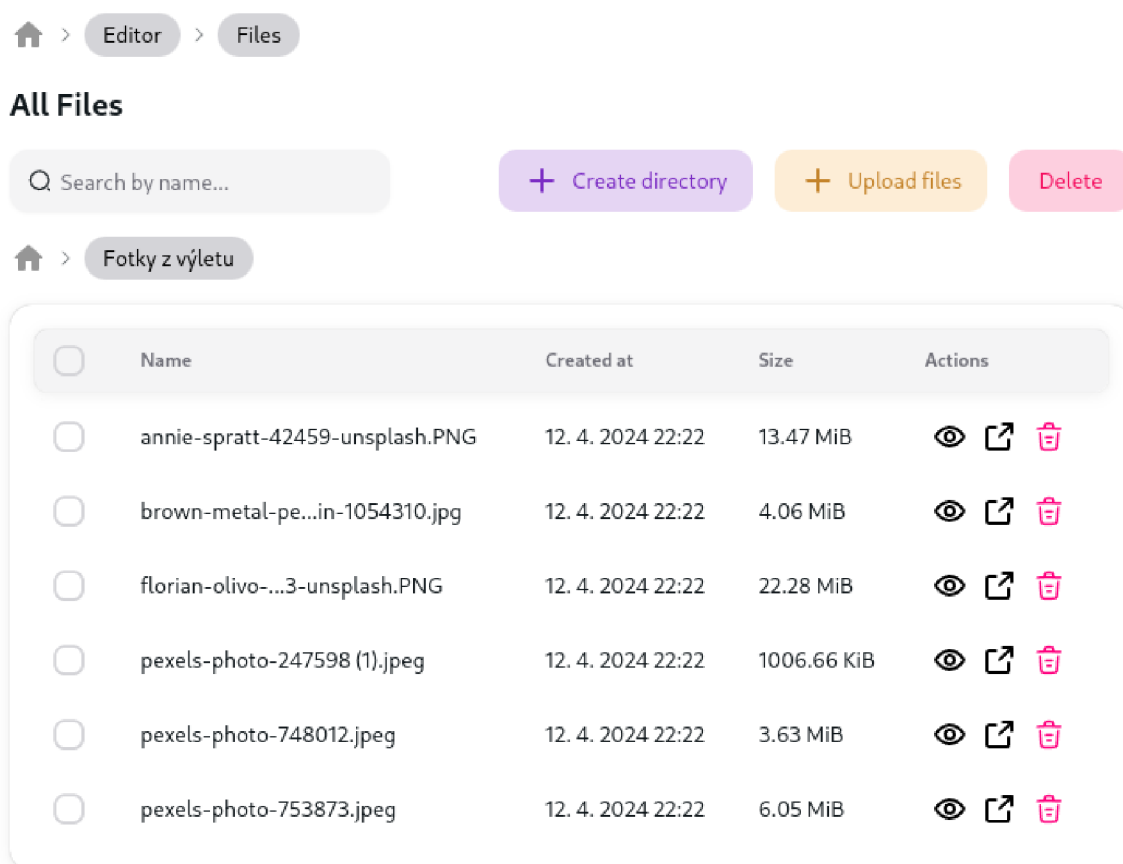 Editor Files
All Files
Search by name... Create directory Upload files Delete
Fotky z výletu
Name Created at Size Actions
annie-spratt-42459-unsplash.PNG 12. 4. 2024 22:22 13.47 MiB
brown-metal-pe...in-1054310.jpg 12. 4. 2024 22:22 4.06 MiB
florian-olivo-...3-unsplash.PNG 12. 4. 2024 22:22 22.28 MiB
pexels-photo-247598 (1).jpeg 12. 4. 2024 22:22 1006.66 KiB
pexels-photo-748012.jpeg 12. 4. 2024 22:22 3.63 MiB
pexels-photo-753873.jpeg 12. 4. 2024 22:22 6.05 MiB